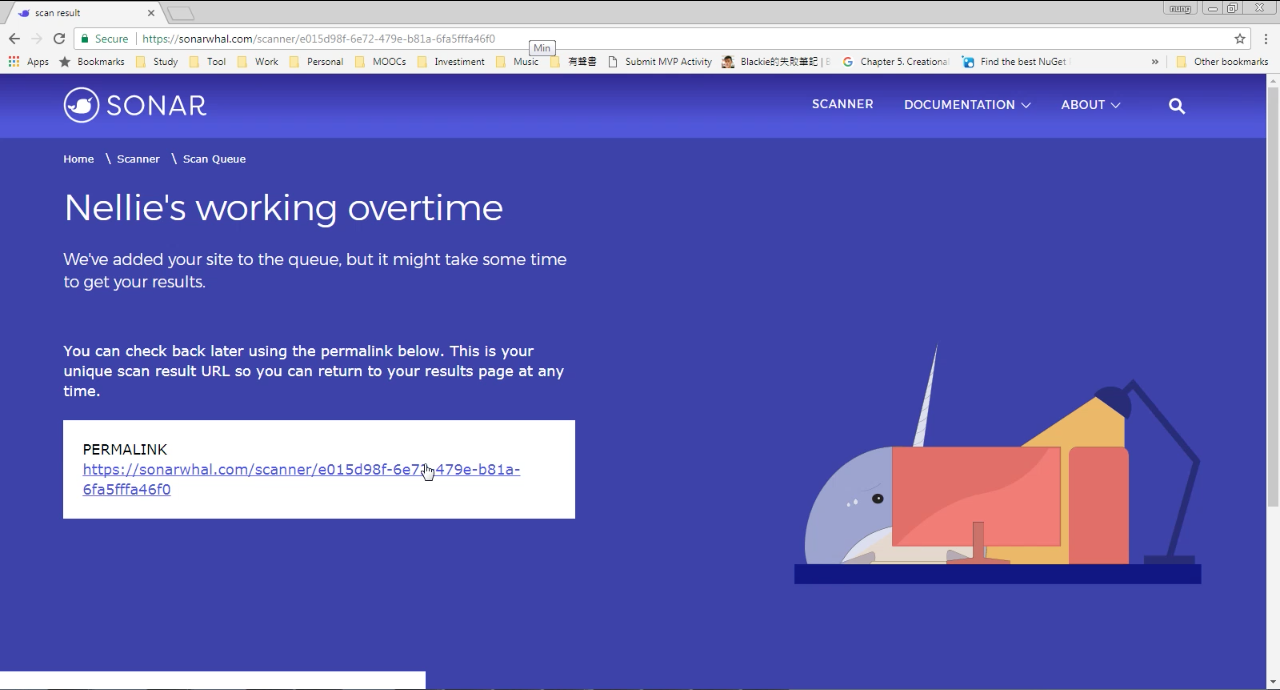 scan result
nung
Secure https://sonarwhal.com/scanner/e015d98f-6e72-479e-b81a-6fa5fffa46f0
Min
Apps Bookmarks Study Tool Work Personal MOOCs Investiment Music 有聲書 Submit MVP Activity Blackie的失敗筆記 | B Chapter 5. Creational Find the best NuGet » Other bookmarks
SONAR
SCANNER DOCUMENTATION ABOUT
Home \ Scanner \ Scan Queue
Nellie's working overtime
We've added your site to the queue, but it might take some time
to get your results.
You can check back later using the permalink below. This is your
unique scan result URL so you can return to your results page at any
time.
PERMALINK
https://sonarwhal.com/scanner/e015d98f-6e72-479e-b81a-
6fa5fffa46f0